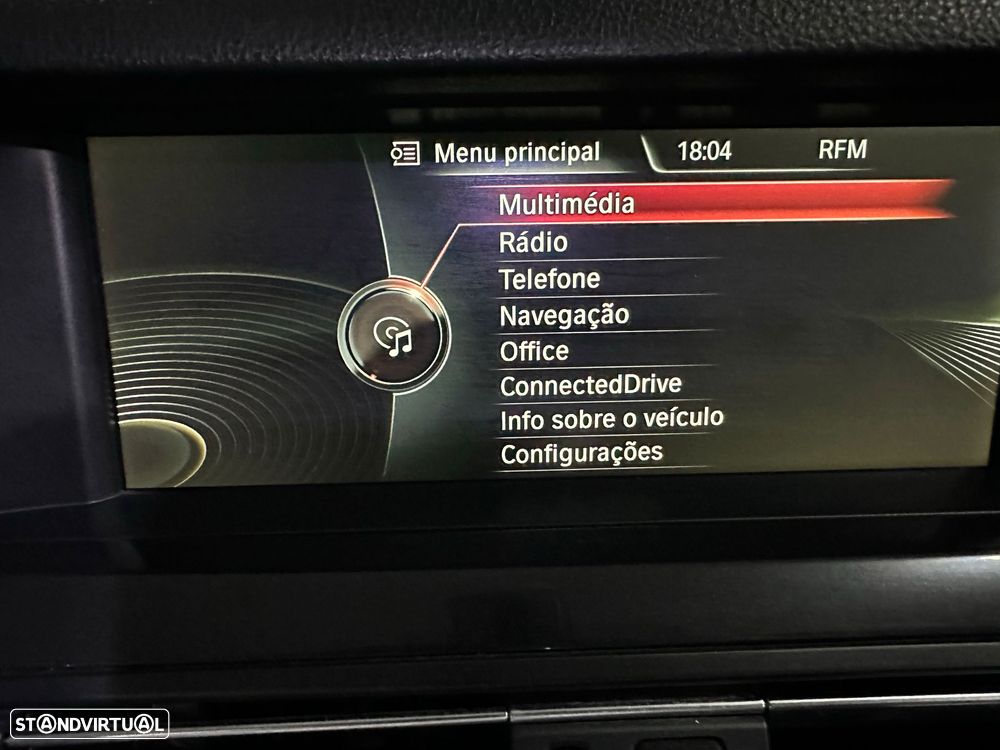 Menu principal 18:04 RFM
Multimédia
Rádio
Telefone
Navegação
Office
ConnectedDrive
Info sobre o veículo
Configurações
STANDVIRTUAL